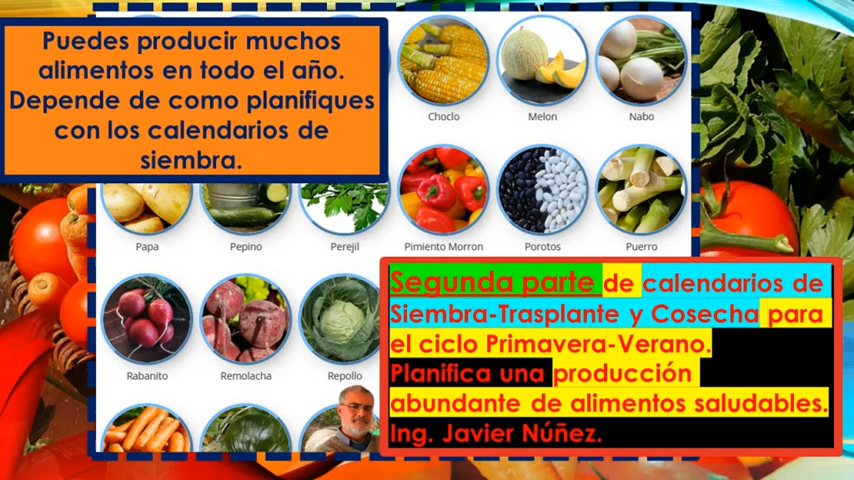 Puedes producir muchos
alimentos en todo el año.
Depende de como planifiques
con los calendarios de
siembra.
Choclo
Melon
Nabo
Papa
Pepino
Perejil
Pimiento Morron
Porotos
Puerro
Rabanito
Remolacha
Repollo
Segunda parte de calendarios de
Siembra-Trasplante y Cosecha para
el ciclo Primavera-Verano.
Planifica una producción
abundante de alimentos saludables.
Ing. Javier Núñez.